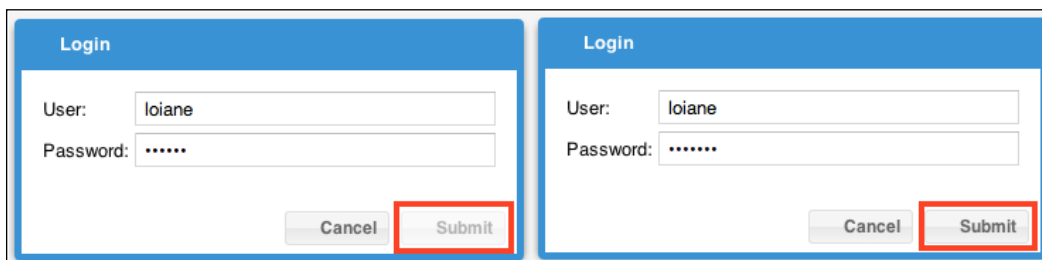 Login
User: loiane
Password: ••••••
Cancel Submit
Login
User: loiane
Password: •••••••
Cancel Submit